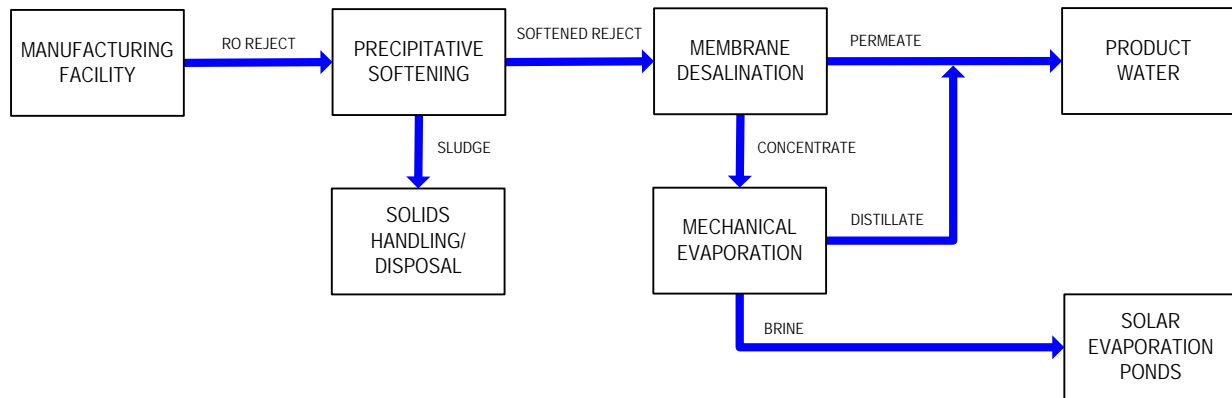 MANUFACTURING
FACILITY
RO REJECT
PRECIPITATIVE
SOFTENING
SOFTENED REJECT
MEMBRANE
DESALINATION
PERMEATE
PRODUCT
WATER
SLUDGE
CONCENTRATE
SOLIDS
HANDLING/
DISPOSAL
MECHANICAL
EVAPORATION
DISTILLATE
BRINE
SOLAR
EVAPORATION
PONDS